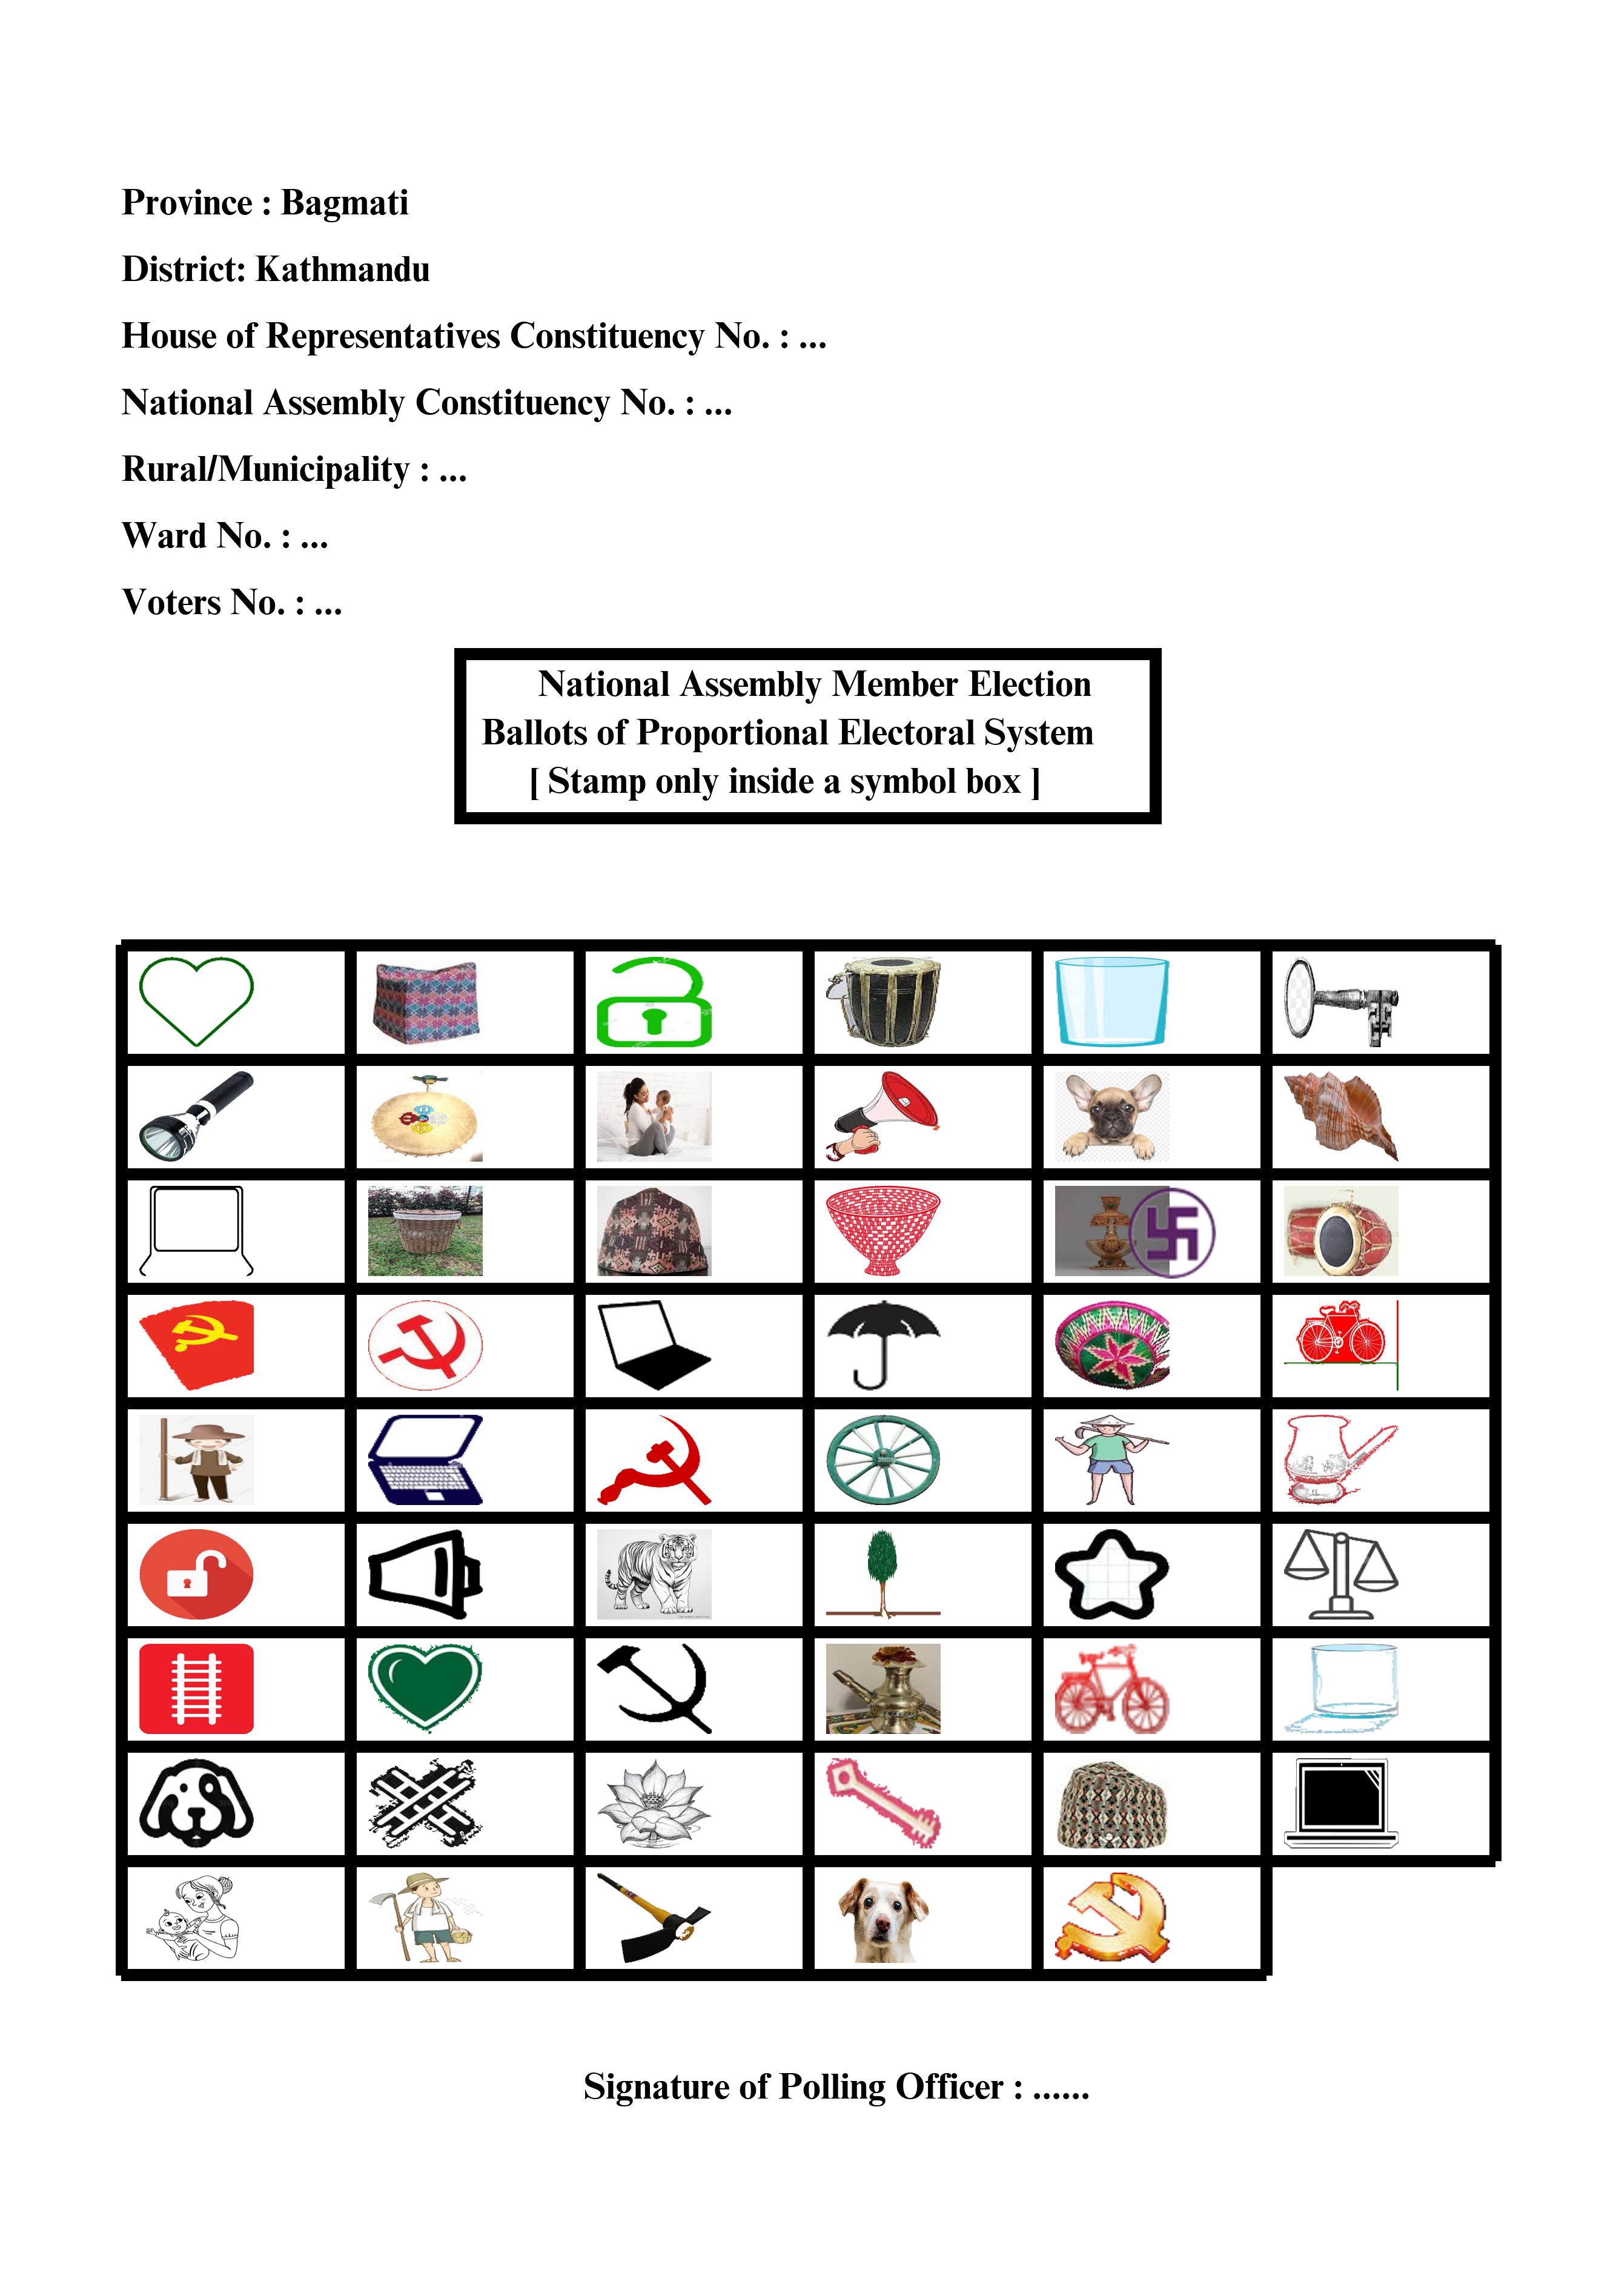 Province : Bagmati
District: Kathmandu
House of Representatives Constituency No. : ...
National Assembly Constituency No. : ...
Rural/Municipality : ...
Ward No. : ...
Voters No. : ...
National Assembly Member Election
Ballots of Proportional Electoral System
[ Stamp only inside a symbol box ]
Signature of Polling Officer : ......